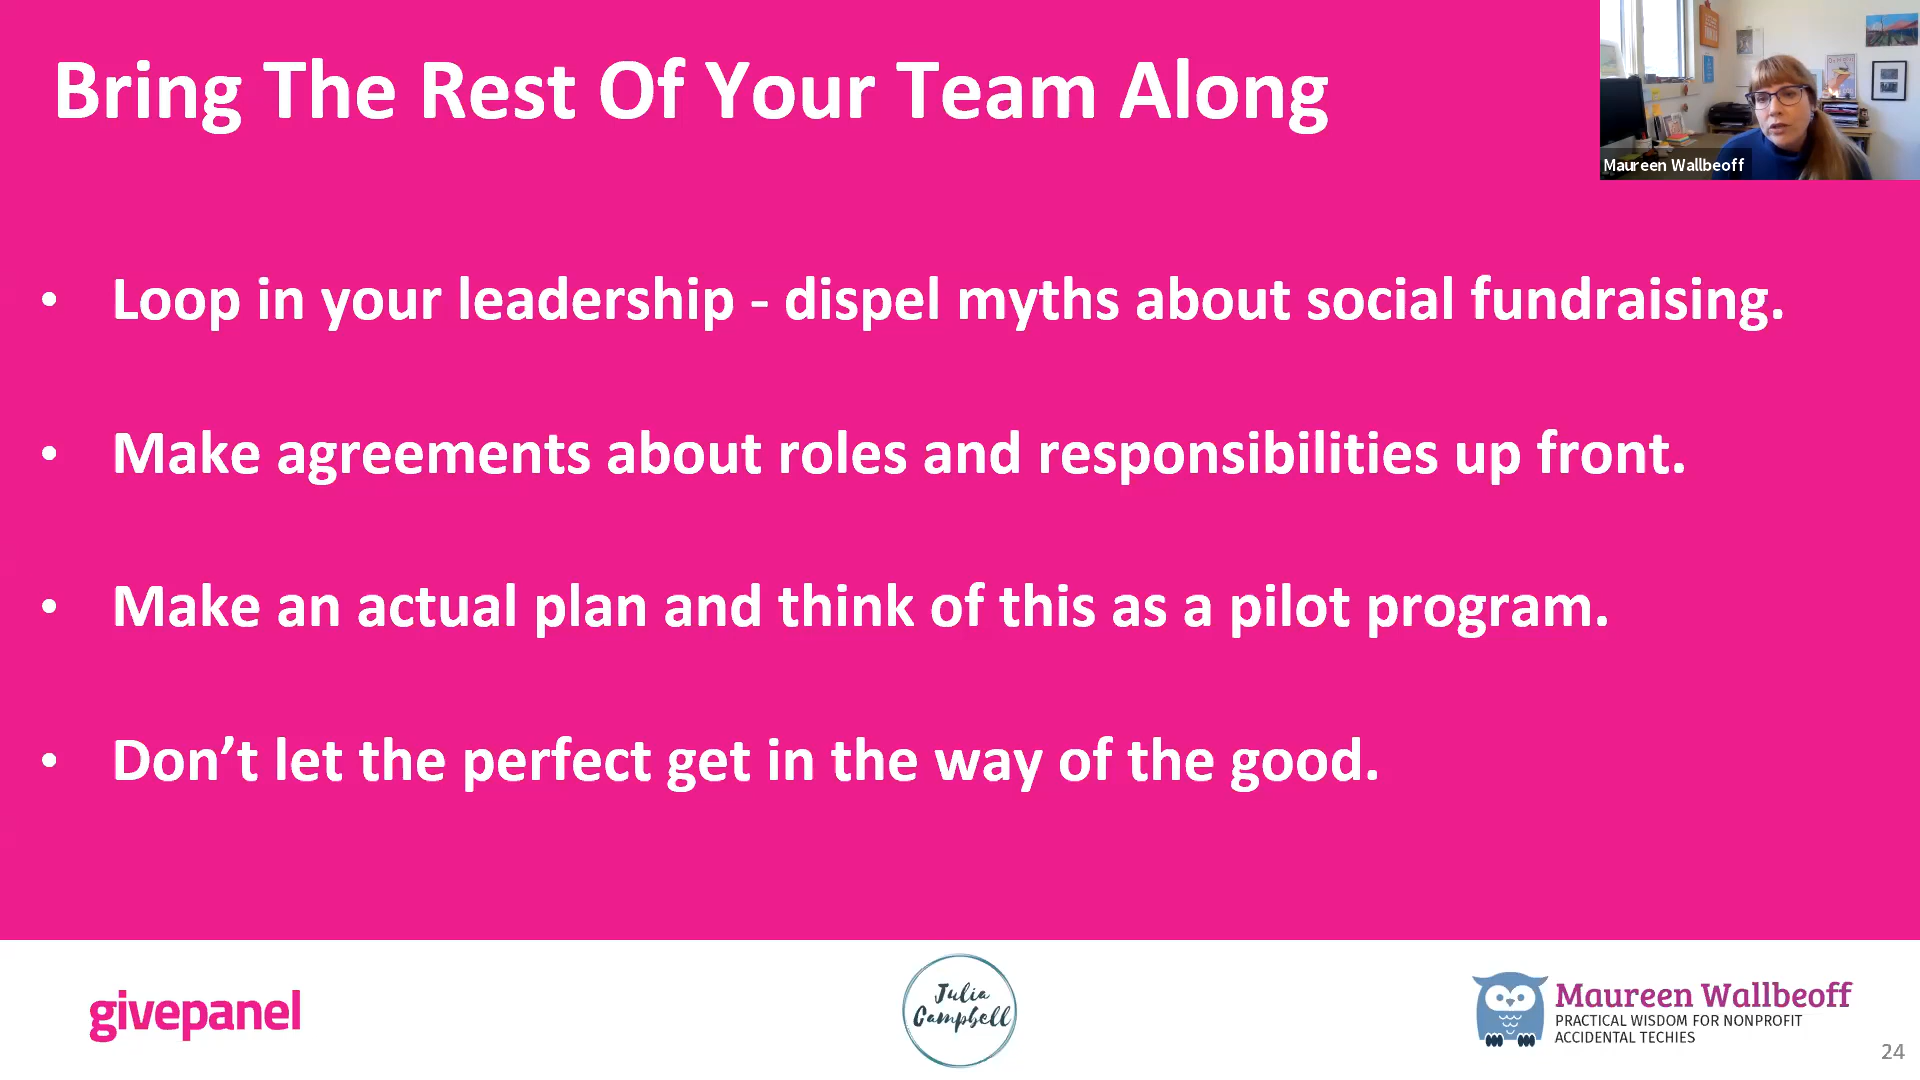 Bring The Rest Of Your Team Along
Maureen Wallbeoff
• Loop in your leadership - dispel myths about social fundraising.
• Make agreements about roles and responsibilities up front.
• Make an actual plan and think of this as a pilot program.
• Don’t let the perfect get in the way of the good.
givepanel
Julia
Campbell
Maureen Wallbeoff
PRACTICAL WISDOM FOR NONPROFIT
ACCIDENTAL TECHIES
24